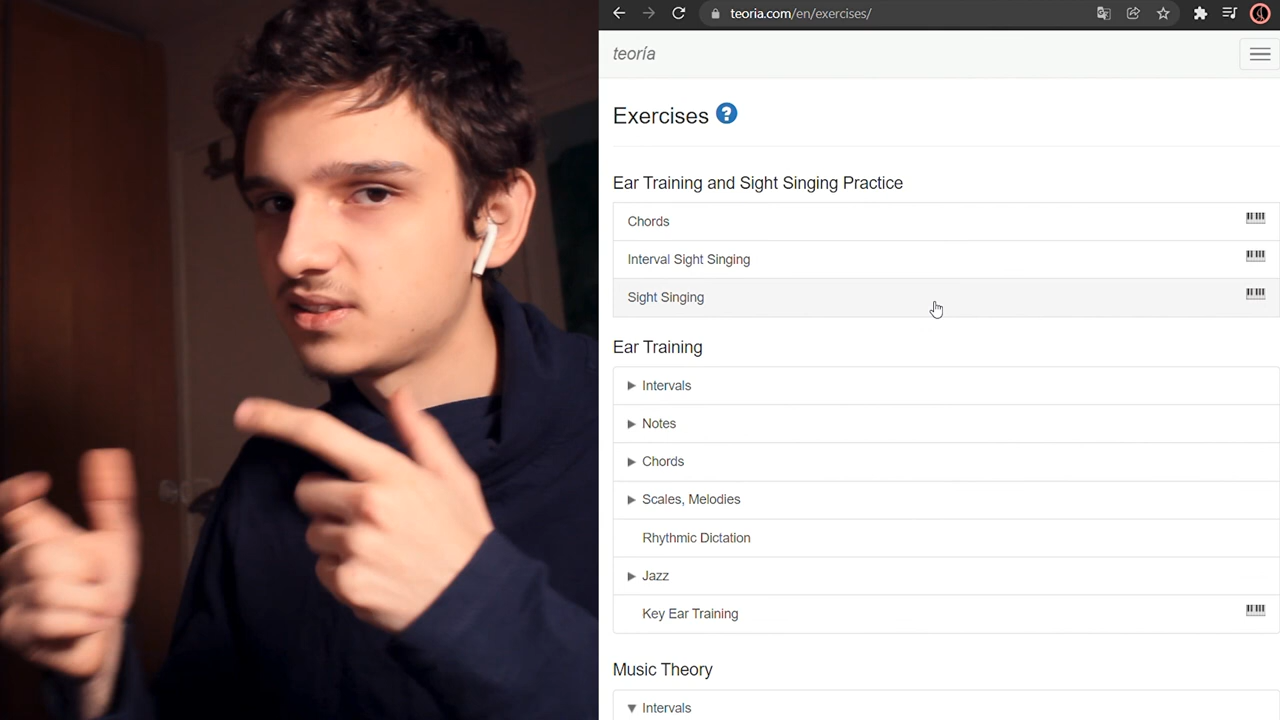 teoria.com/en/exercises/
teoría
Exercises ?
Ear Training and Sight Singing Practice
Chords
Interval Sight Singing
Sight Singing
Ear Training
Intervals
Notes
Chords
Scales, Melodies
Rhythmic Dictation
Jazz
Key Ear Training
Music Theory
Intervals